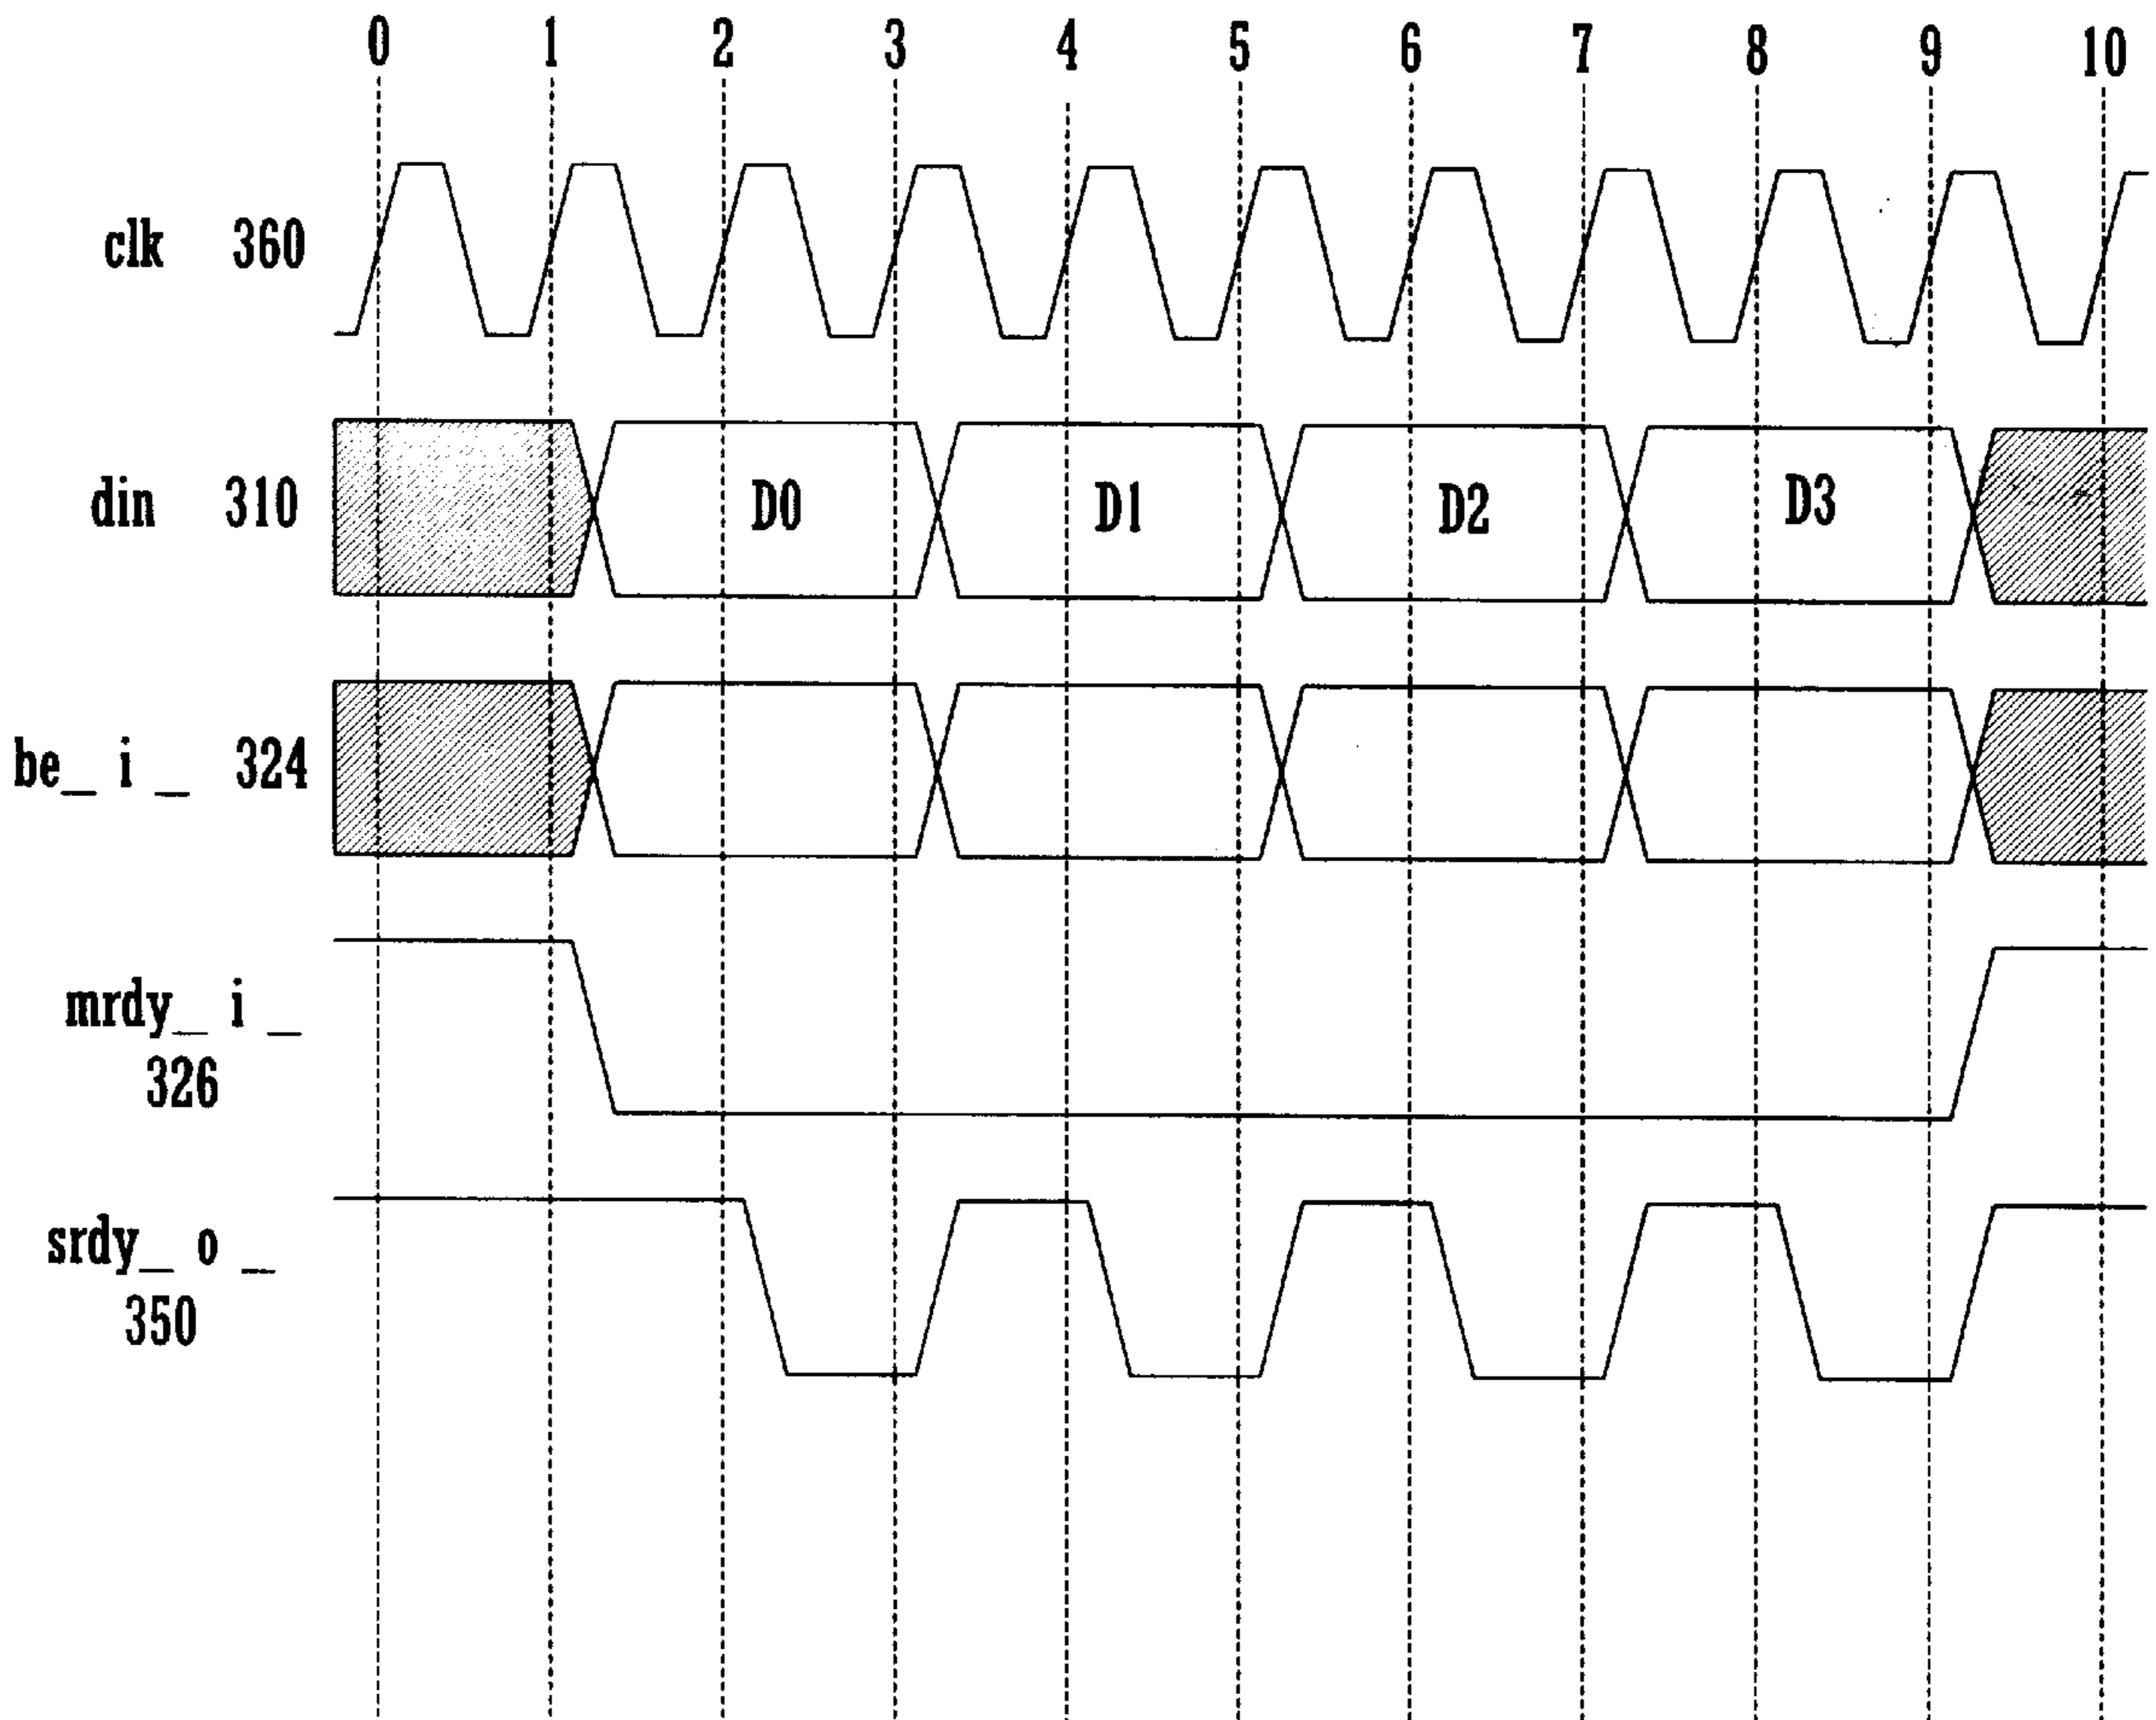 0 1 2 3 4 5 6 7 8 9 10
clk 360
din 310 D0 D1 D2 D3
be_ i _ 324
mrdy_ i _
326
srdy_ o _
350